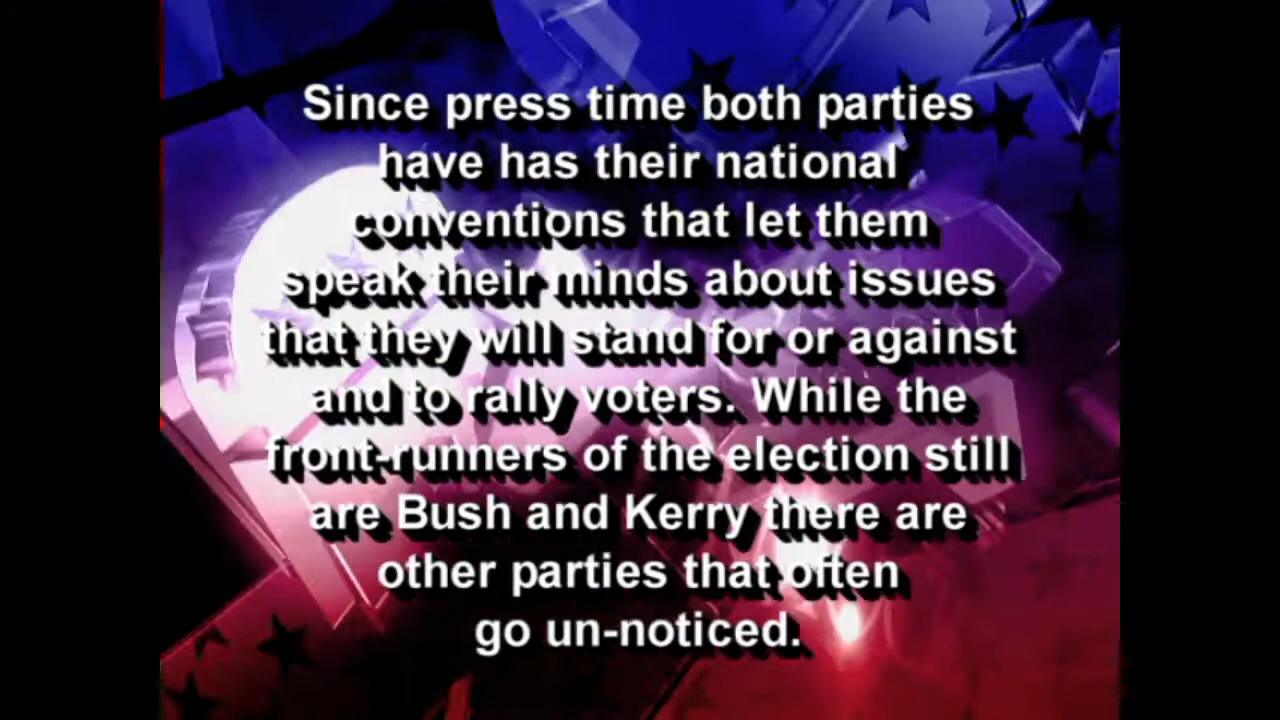 Since press time both parties
have has their national
conventions that let them
speak their minds about issues
that they will stand for or against
and to rally voters. While the
front-runners of the election still
are Bush and Kerry there are
other parties that often
go un-noticed.